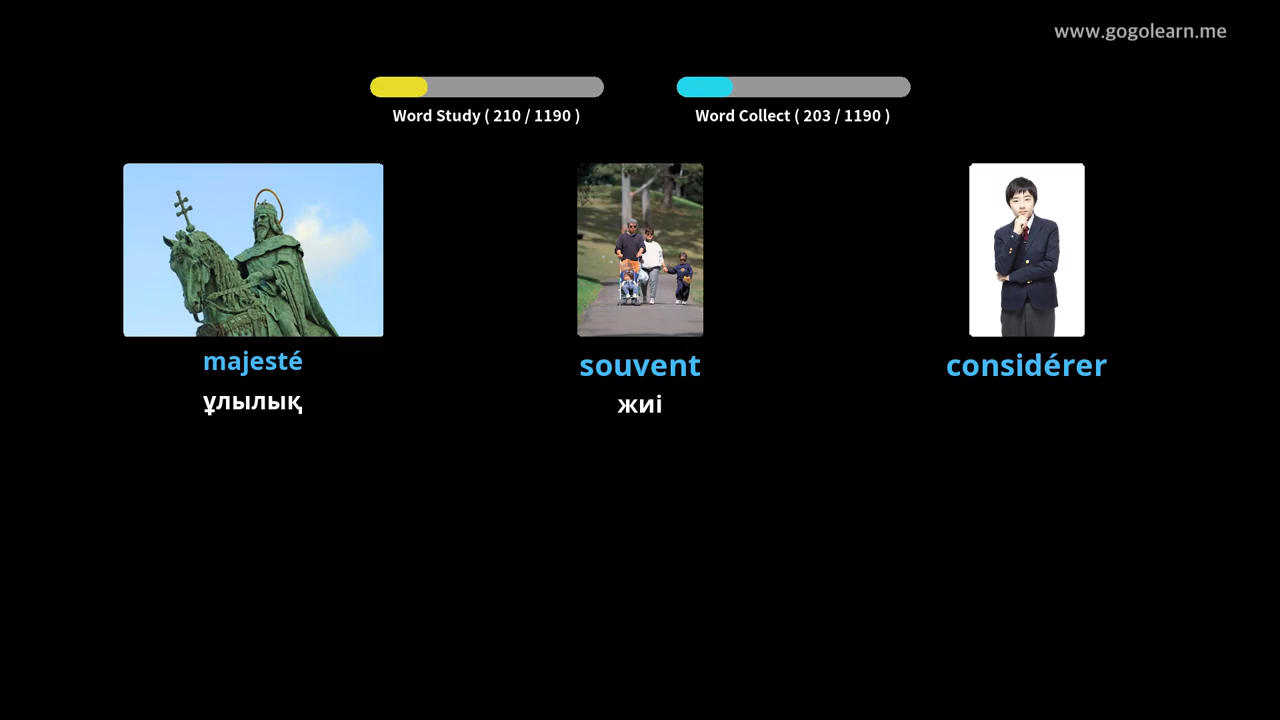 www.gogolearn.me
Word Study ( 210 / 1190 )
Word Collect ( 203 / 1190 )
majesté
ұлылық
souvent
жиі
considérer